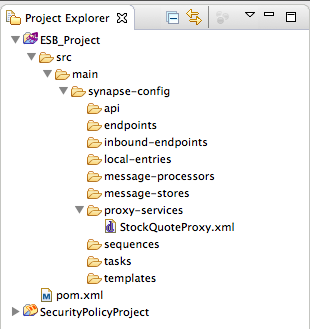 Project Explorer
ESB_Project
src
main
synapse-config
api
endpoints
inbound-endpoints
local-entries
message-processors
message-stores
proxy-services
StockQuoteProxy.xml
sequences
tasks
templates
pom.xml
SecurityPolicyProject